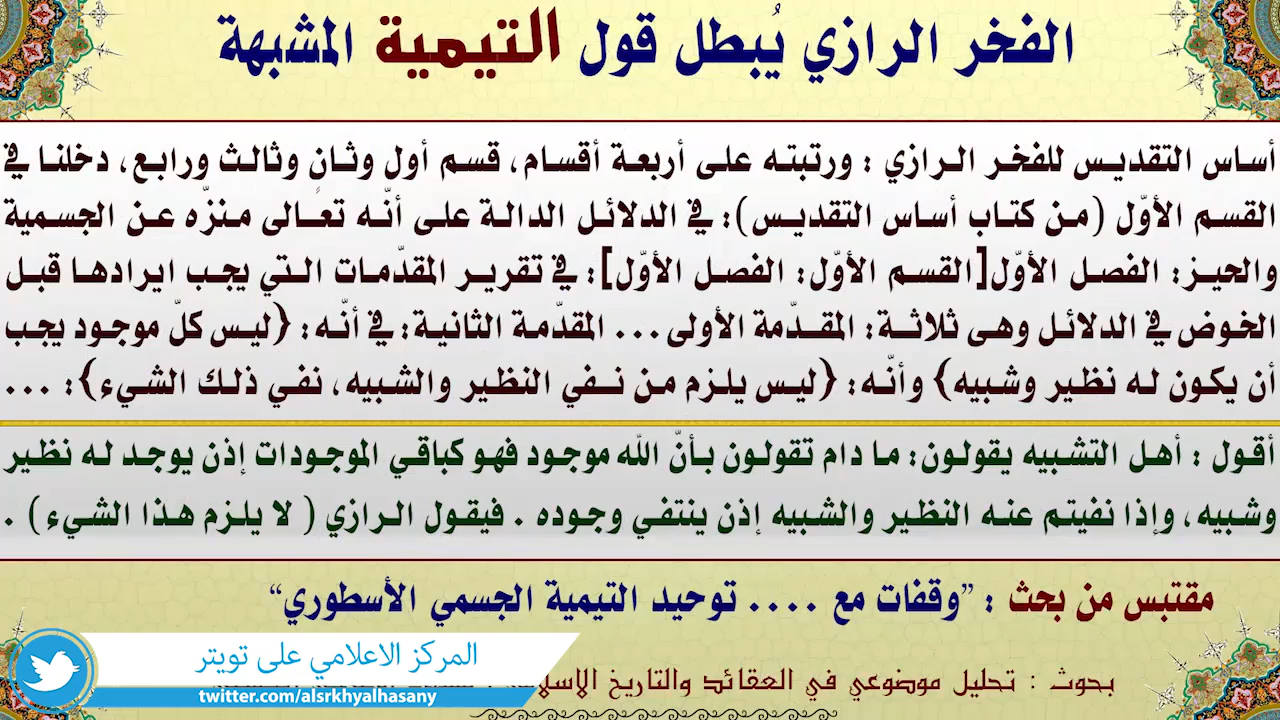 الفخر الرازي يُبطل قول التيمية المشبهة
أساس التقديس للفخر الرازي : ورتبته على أربعة أقسام، قسم أول وثانٍ وثالث ورابع، دخلنا في
القسم الأوّل (من كتاب أساس التقديس): في الدلائل الدالة على أنّه تعالى منزّه عن الجسمية
والحيز: الفصل الأوّل[القسم الأوّل: الفصل الأوّل]: في تقرير المقدّمات التي يجب ايرادها قبل
الخوض في الدلائل وهى ثلاثة: المقدّمة الأولى... المقدّمة الثانية: في أنّه: {ليس كلّ موجود يجب
أن يكون له نظير وشبيه} وأنّه: {ليس يلزم من نفي النظير والشبيه، نفي ذلك الشيء}: ...
أقول : أهل التشبيه يقولون: ما دام تقولون بأنّ الله موجود فهو كباقي الموجودات إذن يوجد له نظير
وشبيه، وإذا نفيتم عنه النظير والشبيه إذن ينتفي وجوده . فيقول الرازي ( لا يلزم هذا الشيء) .
مقتبس من بحث : ”وقفات مع .... توحيد التيمية الجسمي الأسطوري“
بحوث : تحليل موضوعي في العقائد والتاريخ
المركز الاعلامي على تويتر
twitter.com/alsrkhyalhasany